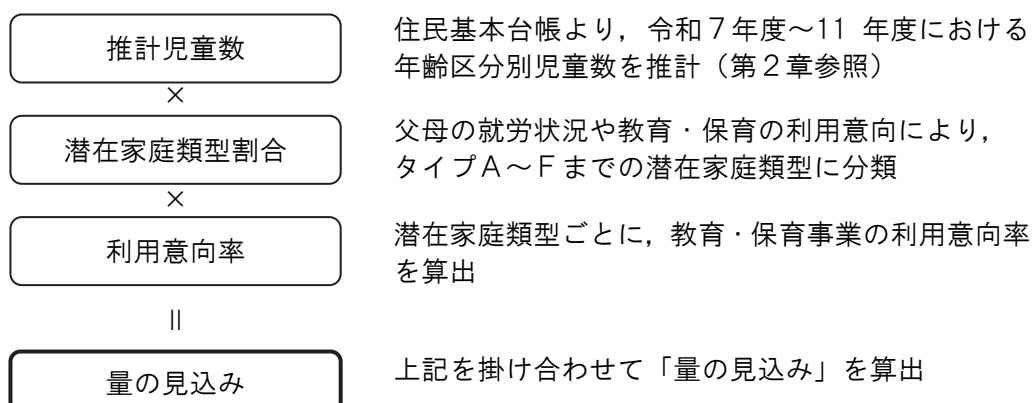 推計児童数
住民基本台帳より，令和７年度～11 年度における
年齢区分別児童数を推計（第２章参照）
×
潜在家庭類型割合
父母の就労状況や教育・保育の利用意向により，
タイプＡ～Ｆまでの潜在家庭類型に分類
×
利用意向率
潜在家庭類型ごとに，教育・保育事業の利用意向率
を算出
＝
量の見込み
上記を掛け合わせて「量の見込み」を算出